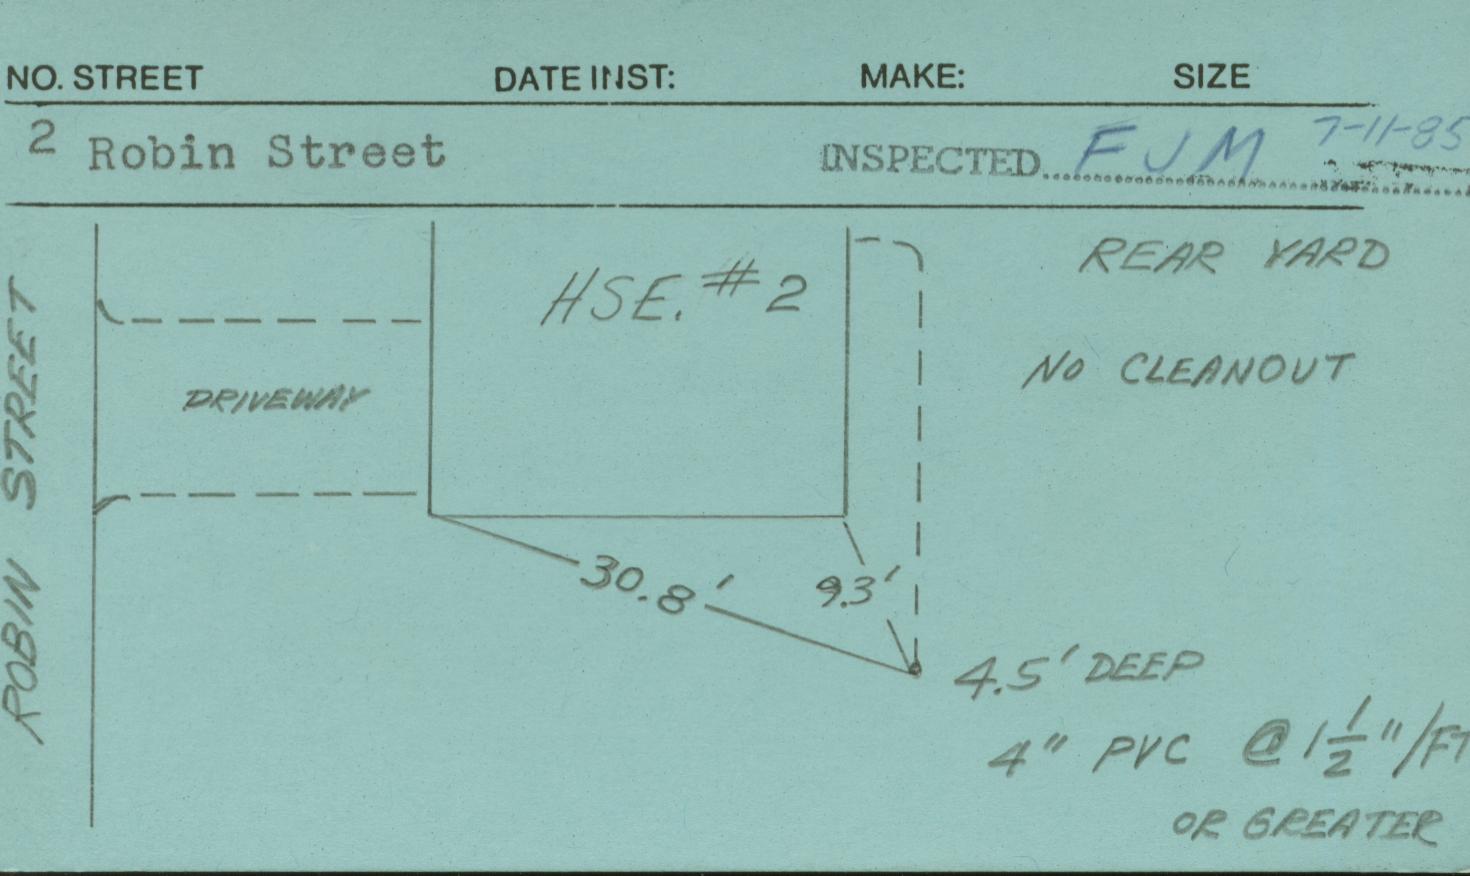 NO. STREET DATE INST: MAKE: SIZE
2 Robin Street INSPECTED FJM 7-11-85
HSE. #2
REAR YARD
NO CLEANOUT
DRIVEWAY
ROBIN STREET
30.8' 9.3'
4.5' DEEP
4" PVC @ 1 1/2"/FT
OR GREATER